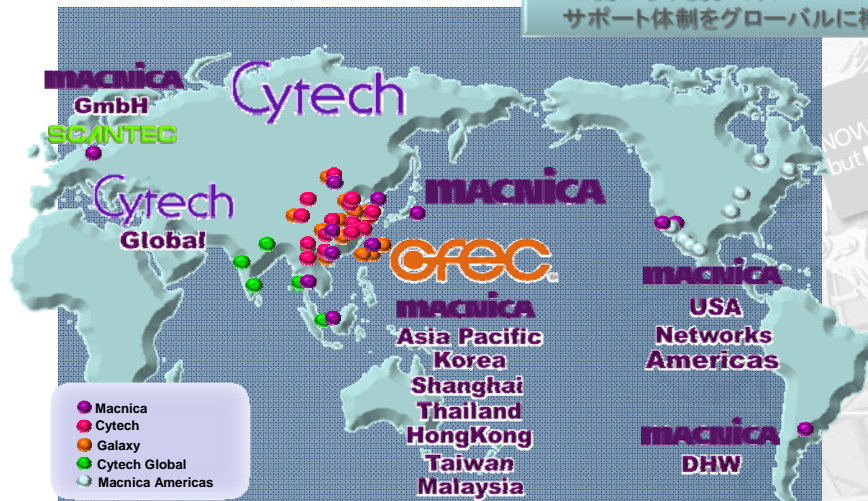 サポート体制をグローバルに
macnica
GmbH
SCANTEC
Cytech
Cytech
Global
macnica
GFEC
macnica
Asia Pacific
Korea
Shanghai
Thailand
HongKong
Taiwan
Malaysia
macnica
USA
Networks
Americas
macnica
DHW
Macnica
Cytech
Galaxy
Cytech Global
Macnica Americas
NOW
but